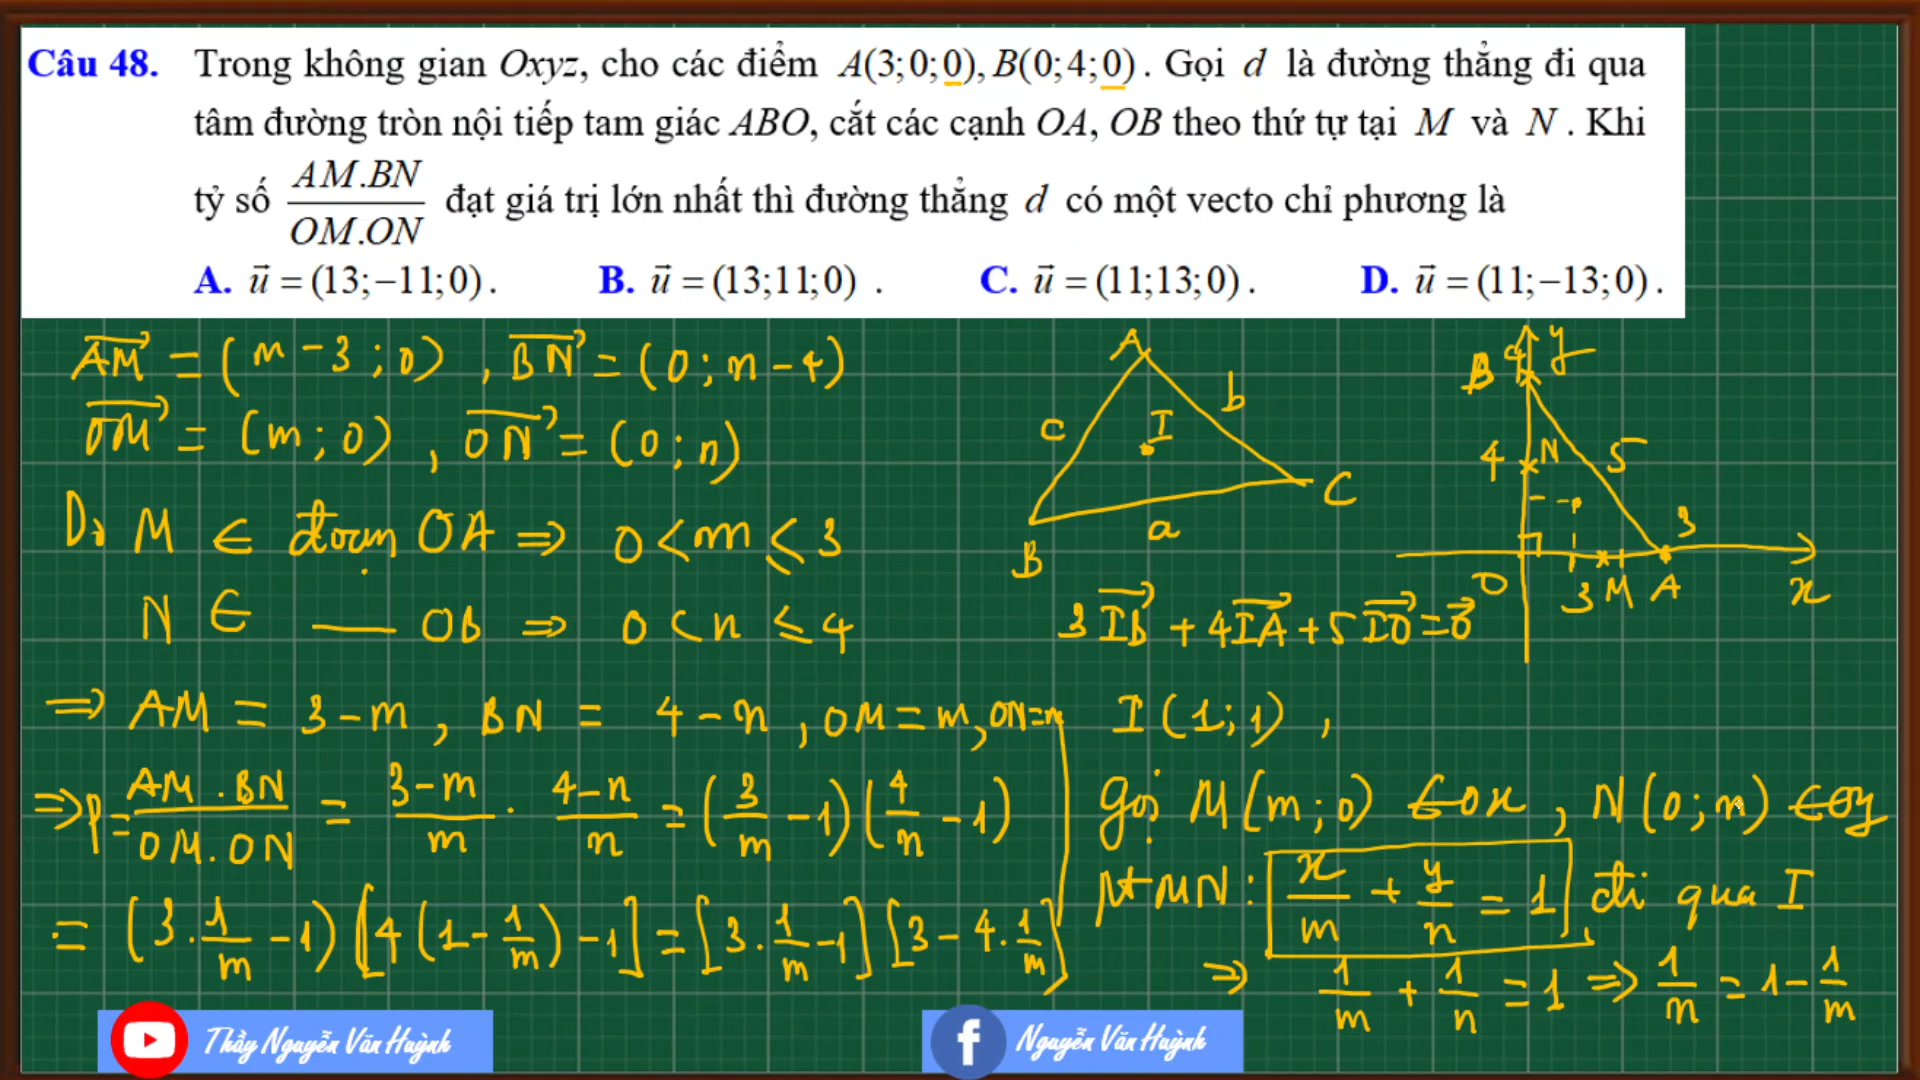 Câu 48. Trong không gian Oxyz, cho các điểm A(3;0;0), B(0;4;0). Gọi d là đường thẳng đi qua
tâm đường tròn nội tiếp tam giác ABO, cắt các cạnh OA, OB theo thứ tự tại M và N. Khi
tỷ số AM.BN/OM.ON đạt giá trị lớn nhất thì đường thẳng d có một vecto chỉ phương là
A. u⃗ = (13;−11;0). B. u⃗ = (13;11;0) . C. u⃗ = (11;13;0). D. u⃗ = (11;−13;0).
AM⃗ = (m − 3 ; 0) , BN⃗ = (0 ; n − 4)
OM⃗ = (m ; 0) , ON⃗ = (0 ; n)
M ∈ đoạn OA ⇒ 0 < m ≤ 3
N ∈ — OB ⇒ 0 < n ≤ 4
⇒ AM = 3 − m , BN = 4 − n , OM = m, ON = n
⇒ P = AM . BN / OM . ON = 3−m / m . 4−n / n = (3/m − 1)(4/n − 1)
= (3 . 1/m − 1)[4(1 − 1/m) − 1] = [3 . 1/m − 1][3 − 4 . 1/m]
A
c
b
I
B
a
C
B
4
y
4
N
5
3
O
3
M
A
x
3IB⃗ + 4IA⃗ + 5IO⃗ = 0⃗
I(1;1) ,
gọi M(m;0) ∈ Ox , N(0;n) ∈ Oy
MN : x/m + y/n = 1, đi qua I
⇒ 1/m + 1/n = 1 ⇒ 1/n = 1 − 1/m
Thầy Nguyễn Văn Huỳnh
f Nguyễn Văn Huỳnh